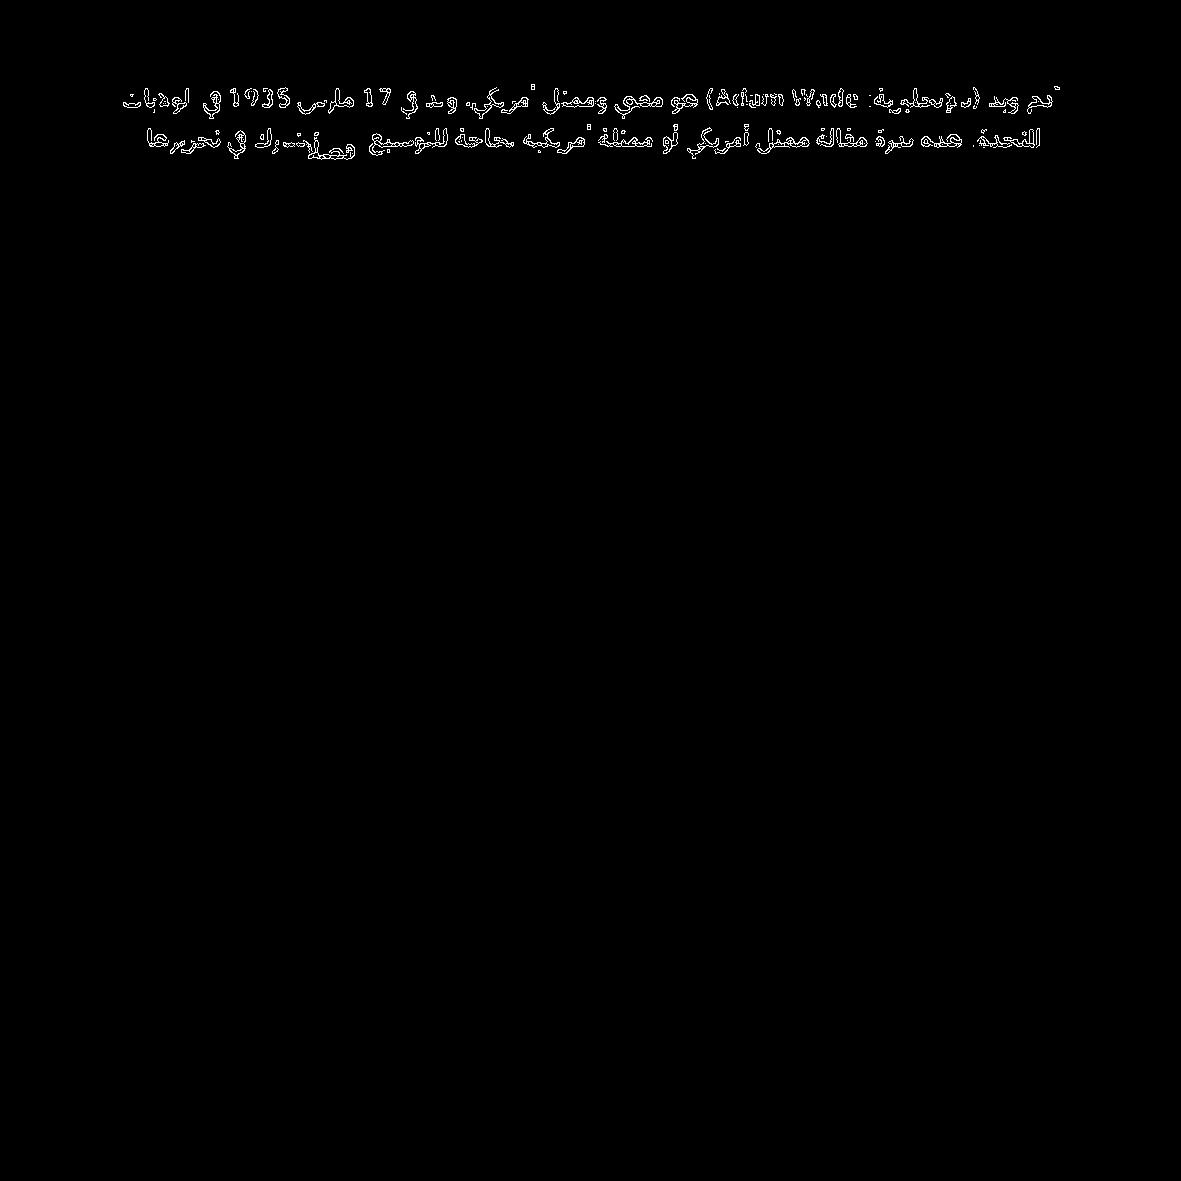 آدم ويد (بالإنجليزية: Adam Wade) هو مغني وممثل أمريكي، ولد في 17 مارس 1935 في الولايات
المتحدة. هذه بذرة مقالة ممثل أمريكي أو ممثلة أمريكية بحاجة للتوسيع. شارك في تحريرها